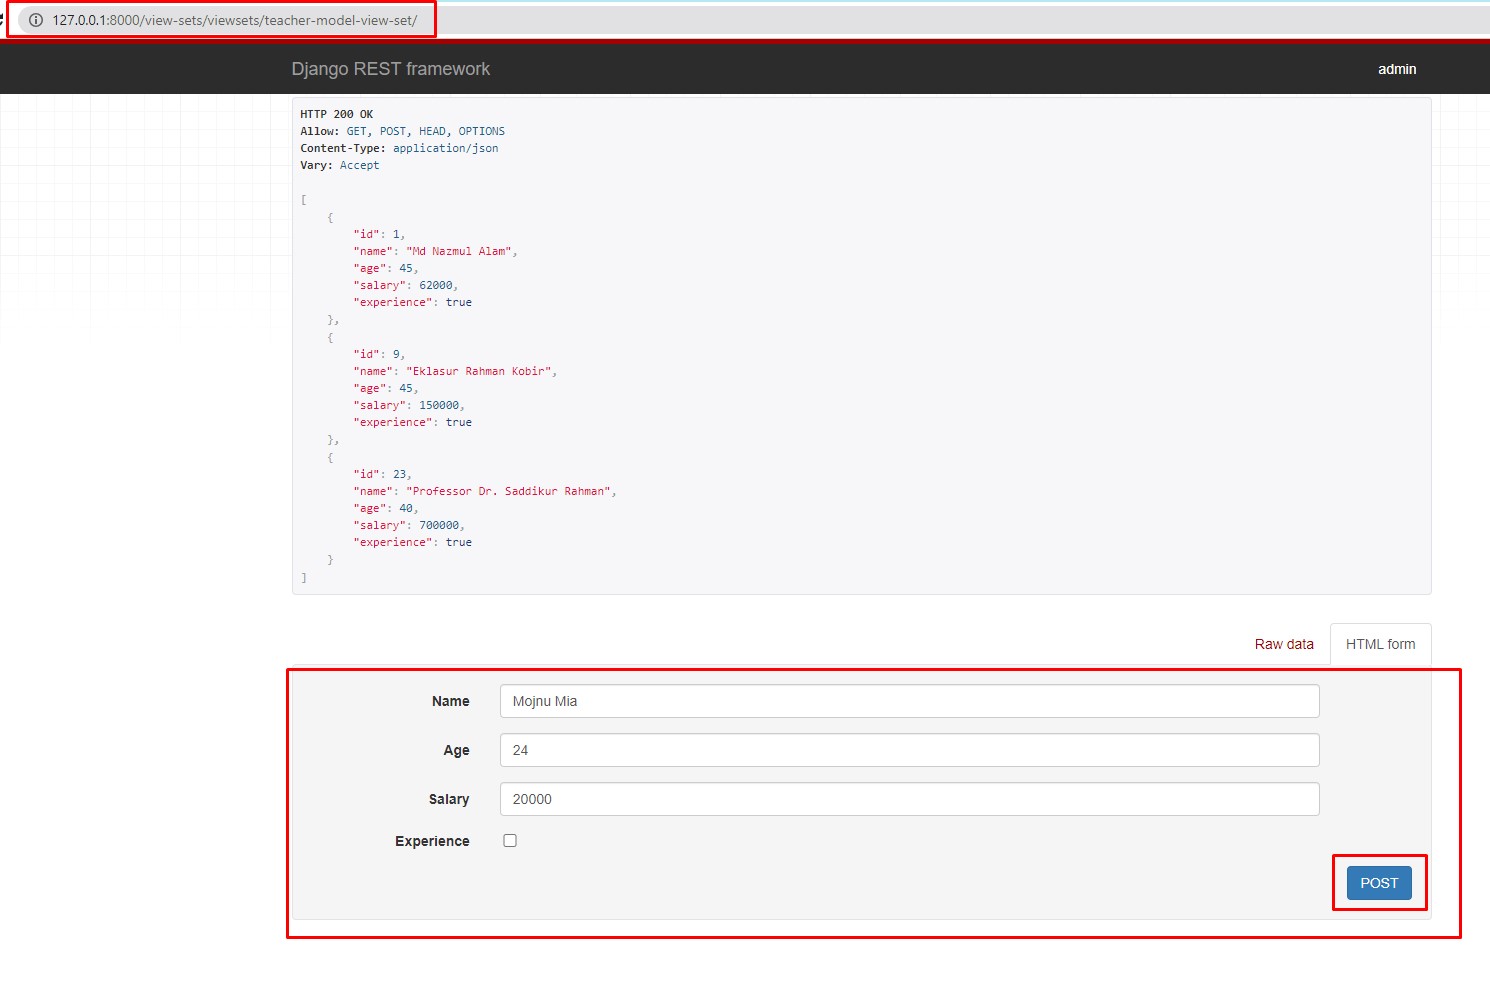 127.0.0.1:8000/view-sets/viewsets/teacher-model-view-set/
Django REST framework
admin
HTTP 200 OK
Allow: GET, POST, HEAD, OPTIONS
Content-Type: application/json
Vary: Accept
[
    {
        "id": 1,
        "name": "Md Nazmul Alam",
        "age": 45,
        "salary": 62000,
        "experience": true
    },
    {
        "id": 9,
        "name": "Eklasur Rahman Kobir",
        "age": 45,
        "salary": 150000,
        "experience": true
    },
    {
        "id": 23,
        "name": "Professor Dr. Saddikur Rahman",
        "age": 40,
        "salary": 700000,
        "experience": true
    }
]
Raw data
HTML form
Name Mojnu Mia
Age 24
Salary 20000
Experience
POST